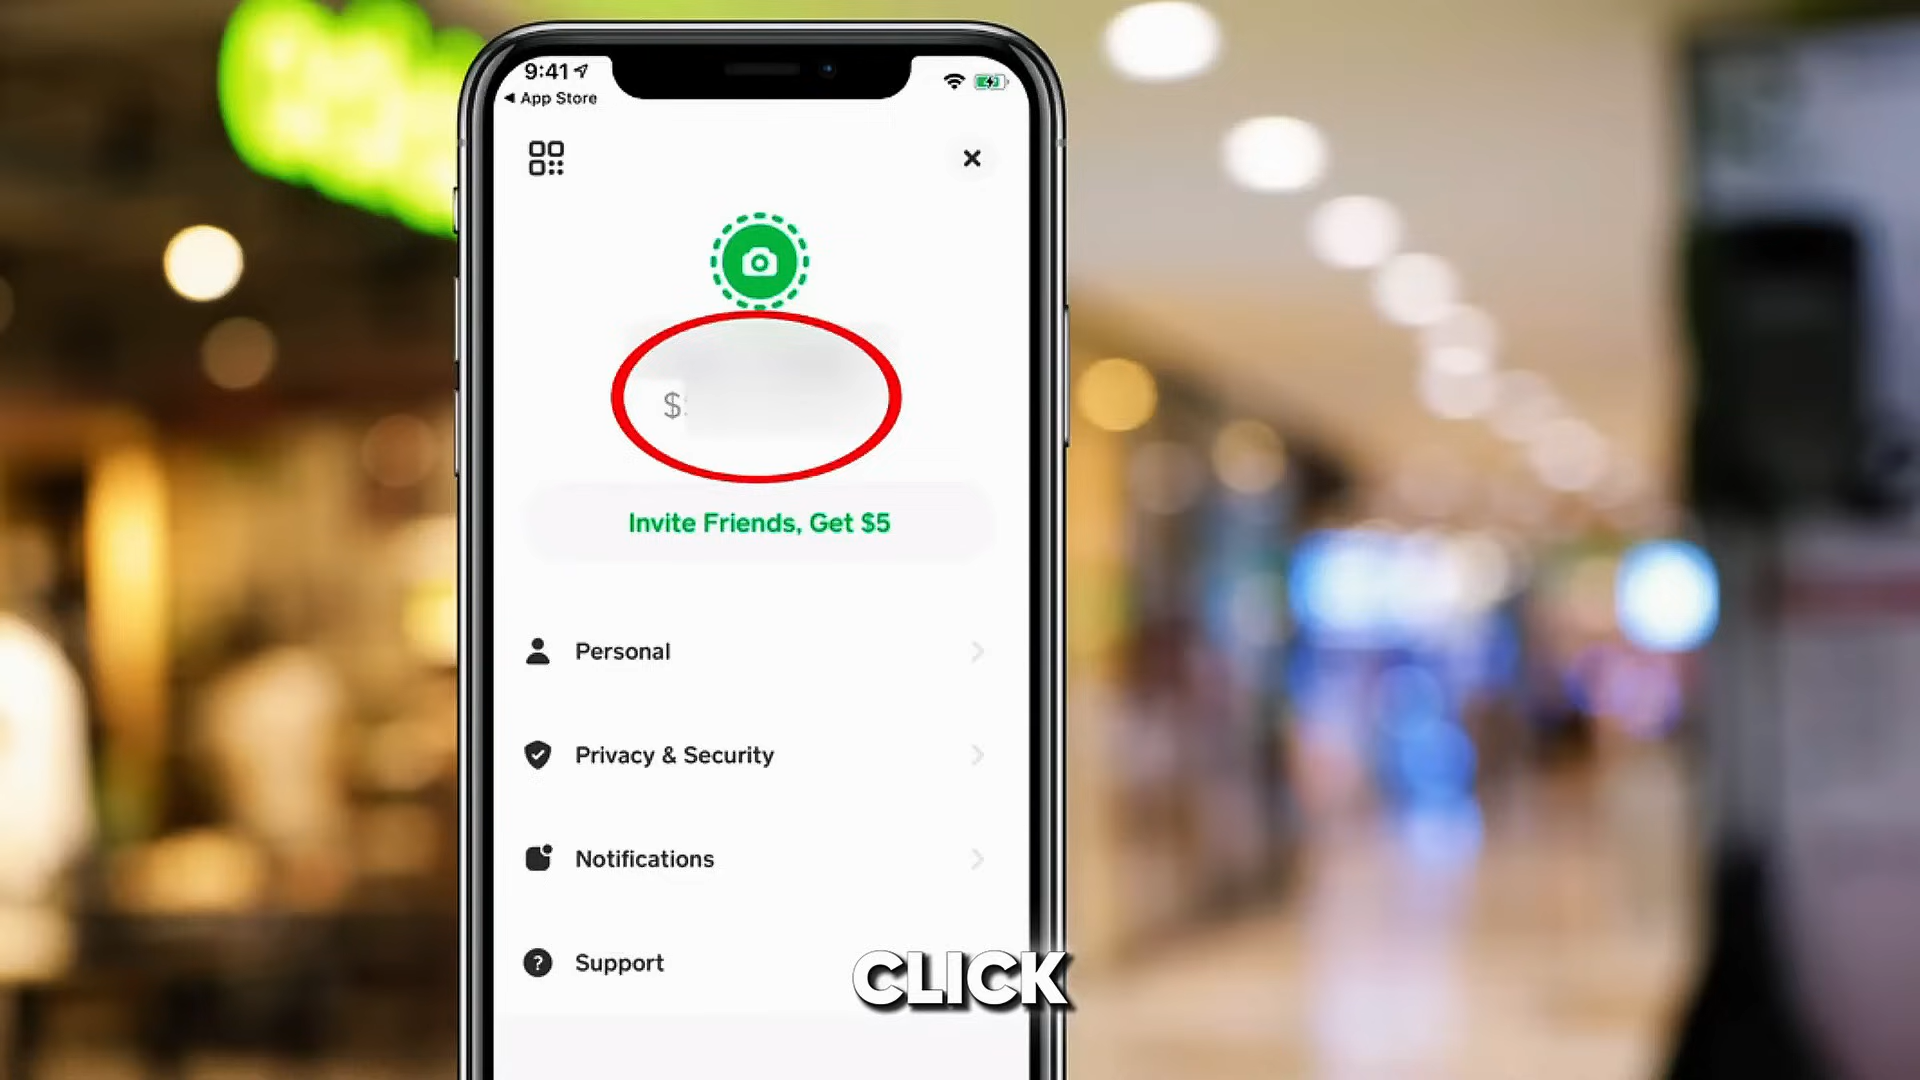 9:41
◀ App Store
$
Invite Friends, Get $5
Personal
Privacy & Security
Notifications
Support
CLICK